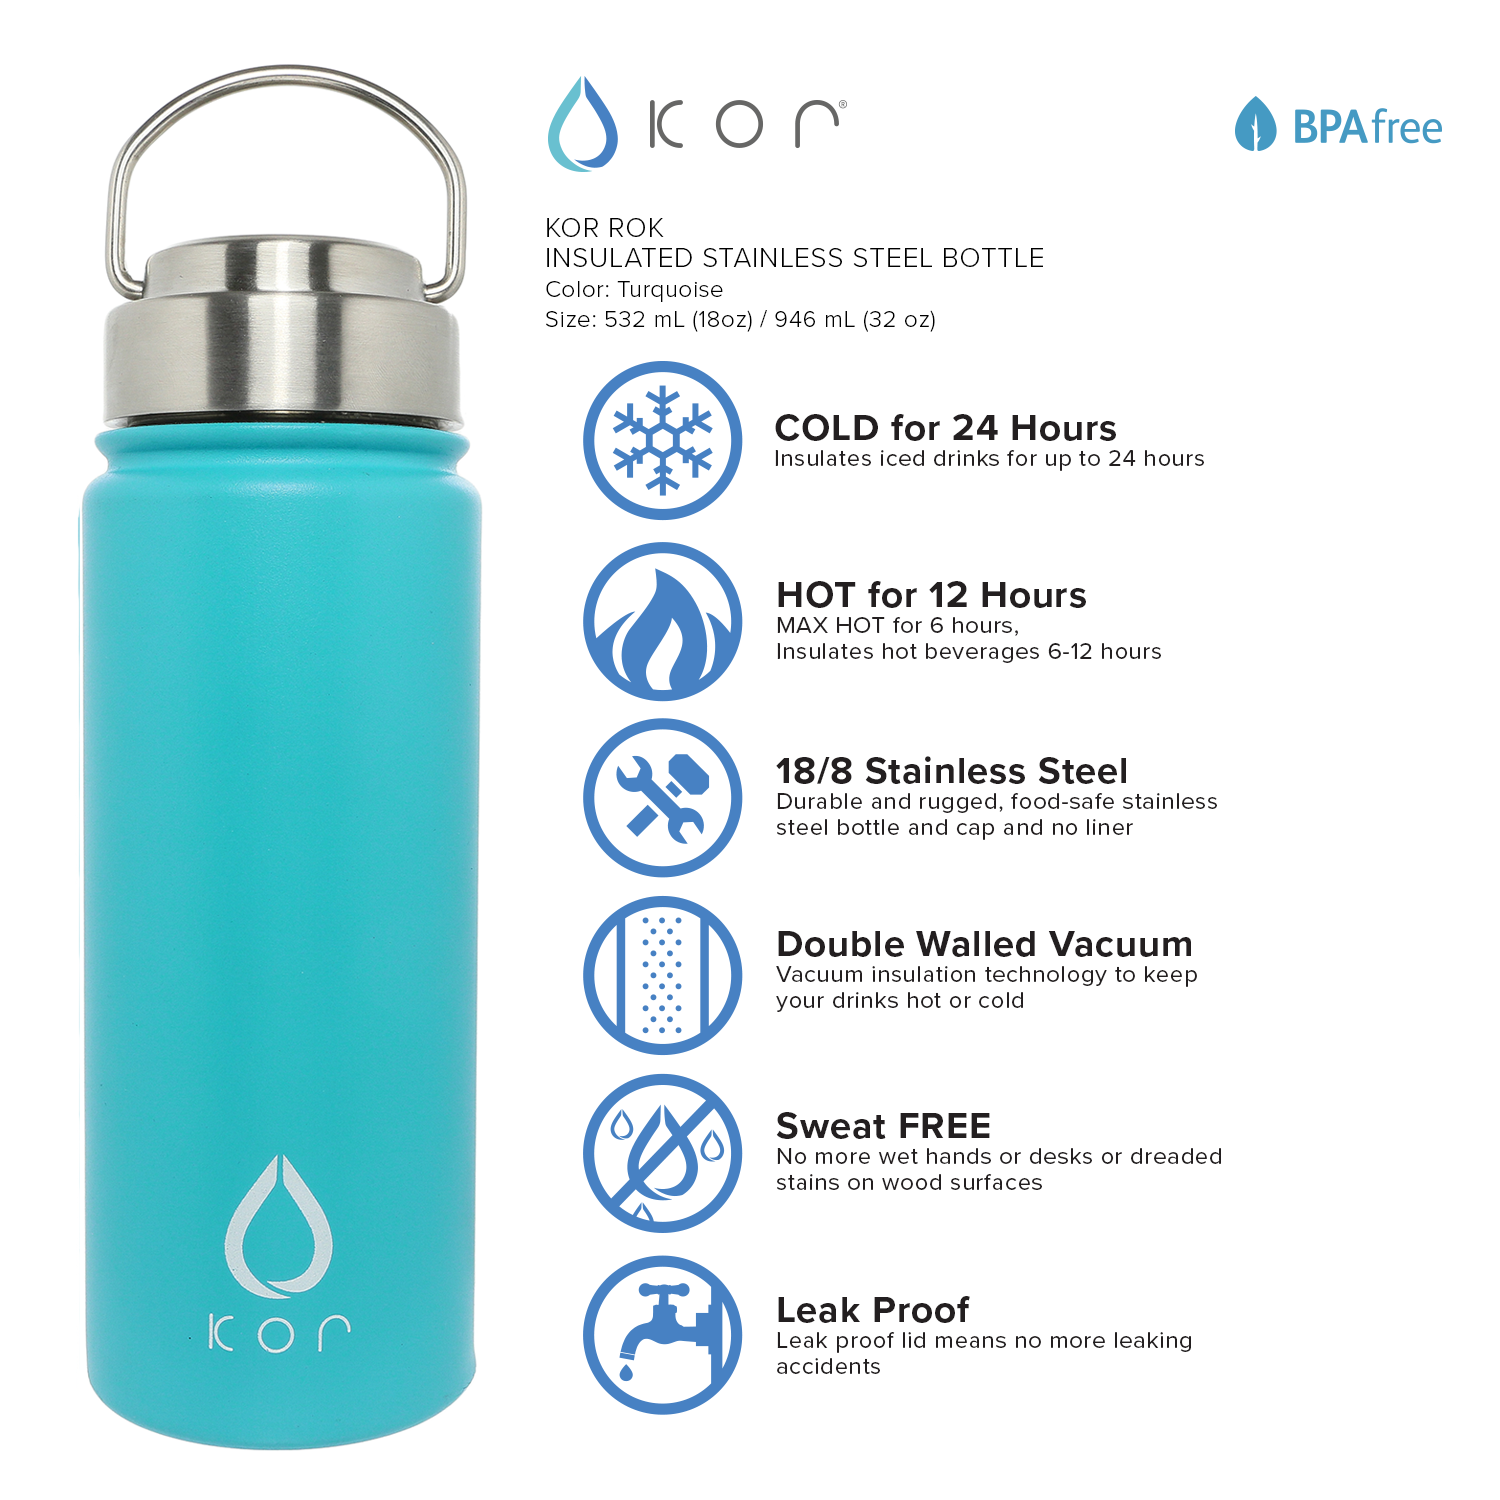 kor®
BPAfree
KOR ROK
INSULATED STAINLESS STEEL BOTTLE
Color: Turquoise
Size: 532 mL (18oz) / 946 mL (32 oz)
COLD for 24 Hours
Insulates iced drinks for up to 24 hours
HOT for 12 Hours
MAX HOT for 6 hours,
Insulates hot beverages 6-12 hours
18/8 Stainless Steel
Durable and rugged, food-safe stainless
steel bottle and cap and no liner
Double Walled Vacuum
Vacuum insulation technology to keep
your drinks hot or cold
Sweat FREE
No more wet hands or desks or dreaded
stains on wood surfaces
Leak Proof
Leak proof lid means no more leaking
accidents
kor